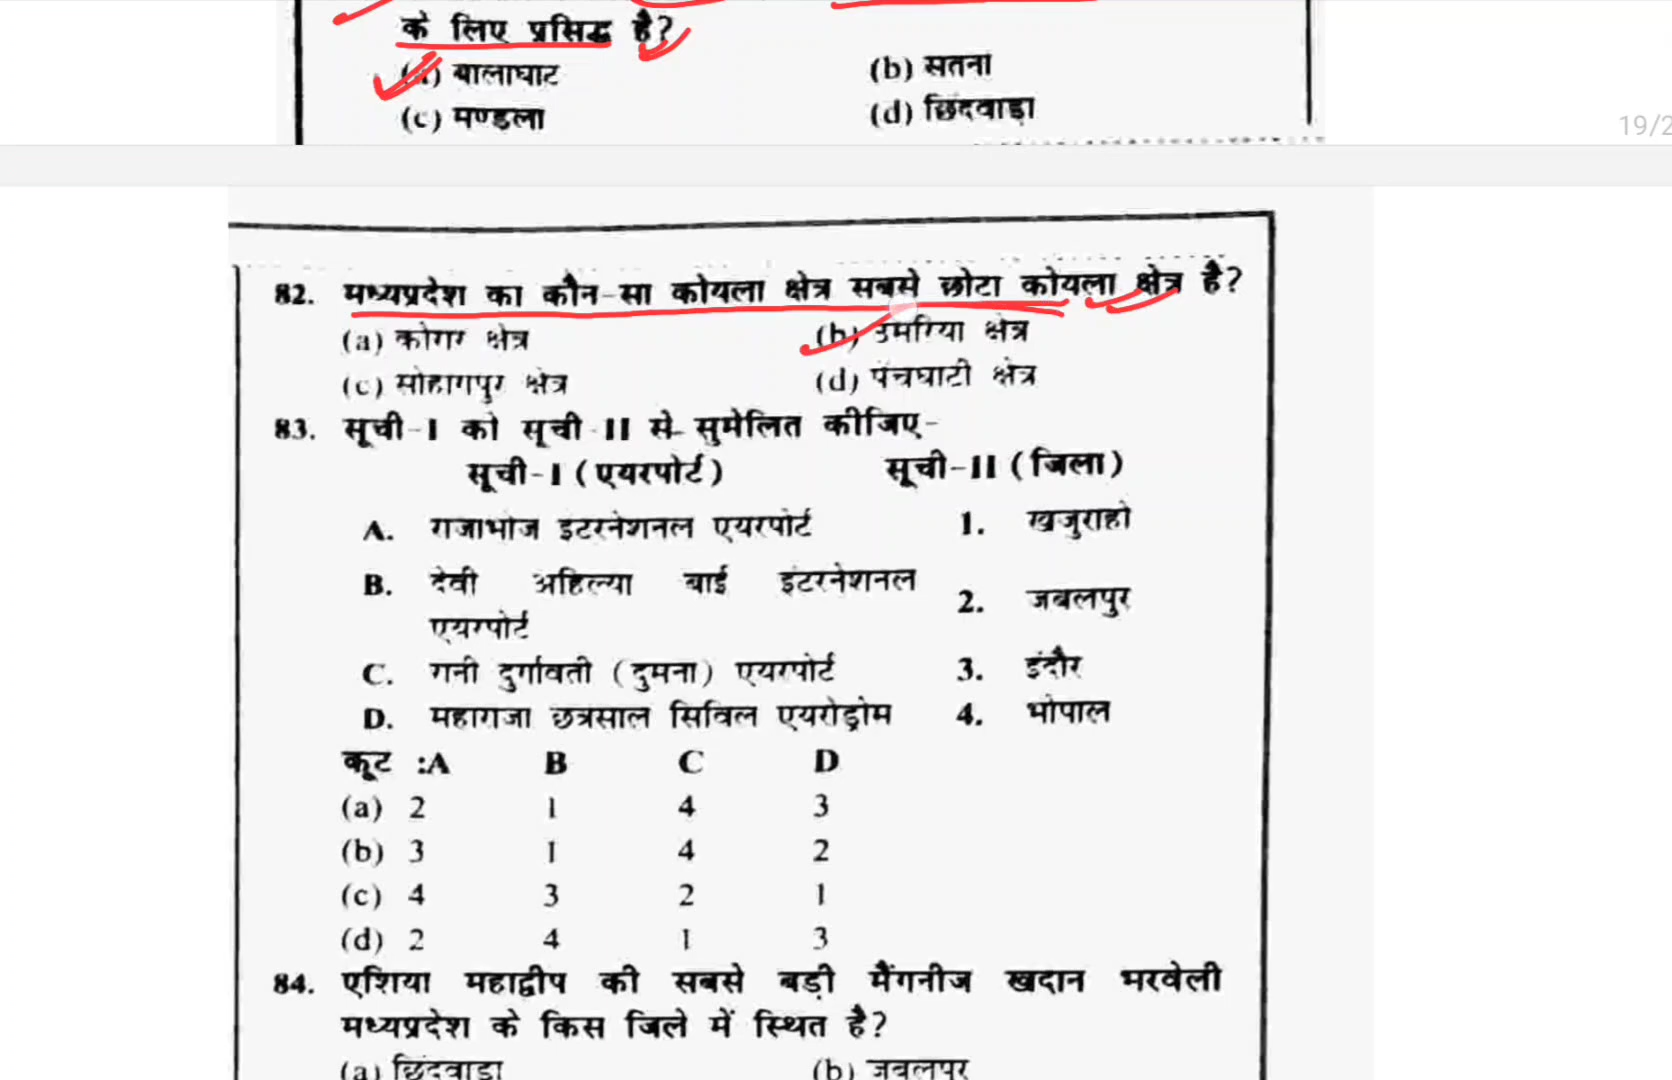 के लिए प्रसिद्ध है?
(a) बालाघाट (b) सतना
(c) मण्डला (d) छिंदवाड़ा
19/2
82. मध्यप्रदेश का कौन-सा कोयला क्षेत्र सबसे छोटा कोयला क्षेत्र है?
(a) कोरार क्षेत्र (b) उमरिया क्षेत्र
(c) सोहागपुर क्षेत्र (d) पंचघाटी क्षेत्र
83. सूची-I को सूची-II से सुमेलित कीजिए-
सूची-I (एयरपोर्ट) सूची-II (जिला)
A. राजाभोज इंटरनेशनल एयरपोर्ट 1. खजुराहो
B. देवी अहिल्या बाई इंटरनेशनल एयरपोर्ट 2. जबलपुर
C. रानी दुर्गावती (दुमना) एयरपोर्ट 3. इंदौर
D. महाराजा छत्रसाल सिविल एयरोड्रोम 4. भोपाल
कूट :A B C D
(a) 2 1 4 3
(b) 3 1 4 2
(c) 4 3 2 1
(d) 2 4 1 3
84. एशिया महाद्वीप की सबसे बड़ी मैंगनीज खदान भरवेली
मध्यप्रदेश के किस जिले में स्थित है?
(a) छिंदवाड़ा (b) जबलपुर